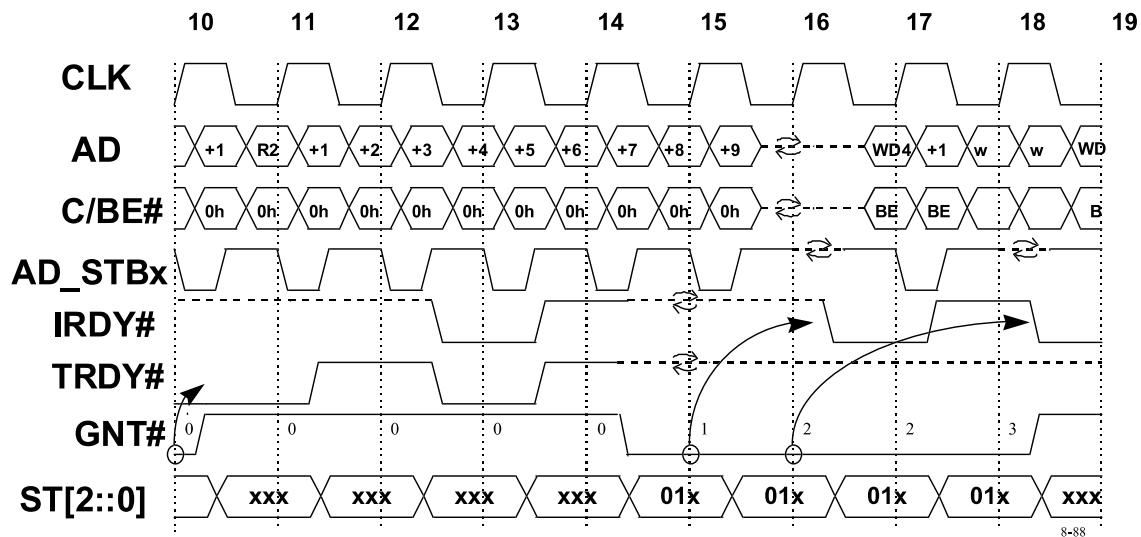 10 11 12 13 14 15 16 17 18 19
CLK
AD +1 R2 +1 +2 +3 +4 +5 +6 +7 +8 +9 WD4 +1 w w WD
C/BE# 0h 0h 0h 0h 0h 0h 0h 0h 0h 0h 0h BE BE B
AD_STBx
IRDY#
TRDY#
GNT# 0 0 0 0 0 1 2 2 3
ST[2::0] xxx xxx xxx xxx 01x 01x 01x 01x xxx
8-88